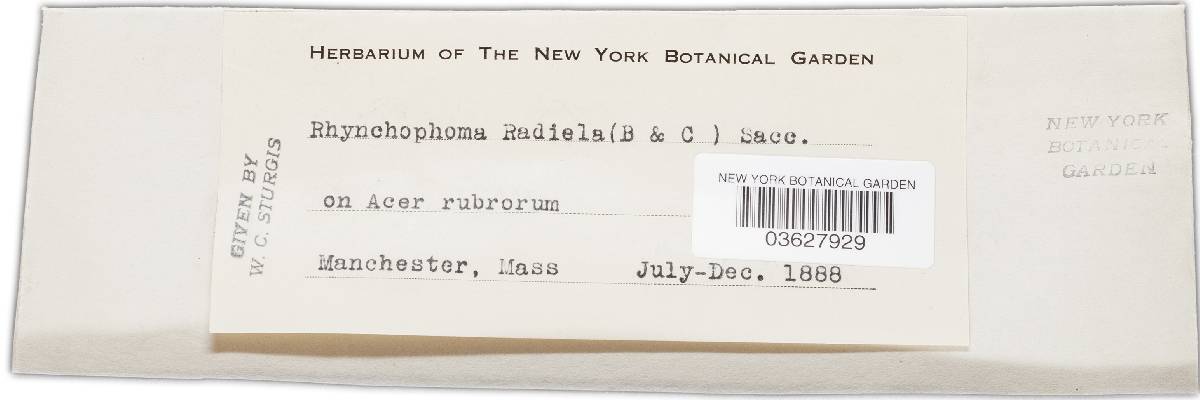 HERBARIUM OF THE NEW YORK BOTANICAL GARDEN
Rhynchophoma Radiela(B & C ) Sacc.
on Acer rubrorum
Manchester, Mass July-Dec. 1888
GIVEN BY
W. C. STURGIS
NEW YORK BOTANICAL GARDEN
03627929
NEW YORK
BOTANICAL
GARDEN